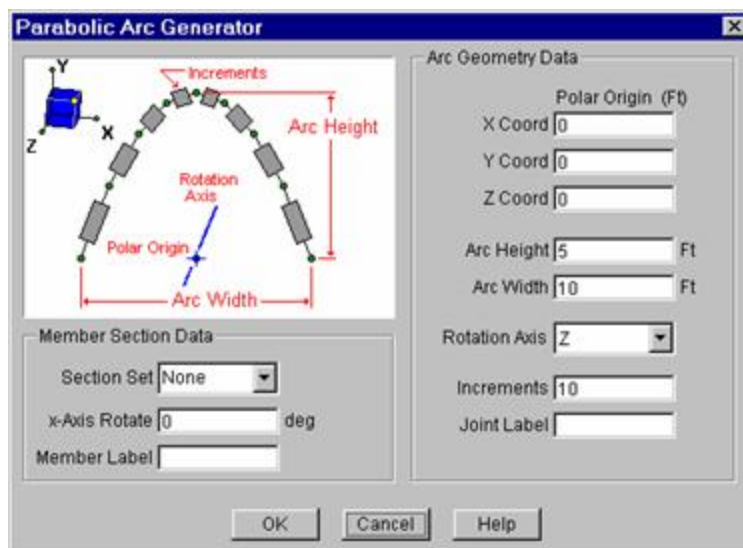 Parabolic Arc Generator
Y
X
Z
Increments
Arc Height
Rotation
Axis
Polar Origin
Arc Width
Member Section Data
Section Set None
x-Axis Rotate 0 deg
Member Label
Arc Geometry Data
Polar Origin (Ft)
X Coord 0
Y Coord 0
Z Coord 0
Arc Height 5 Ft
Arc Width 10 Ft
Rotation Axis Z
Increments 10
Joint Label
OK Cancel Help